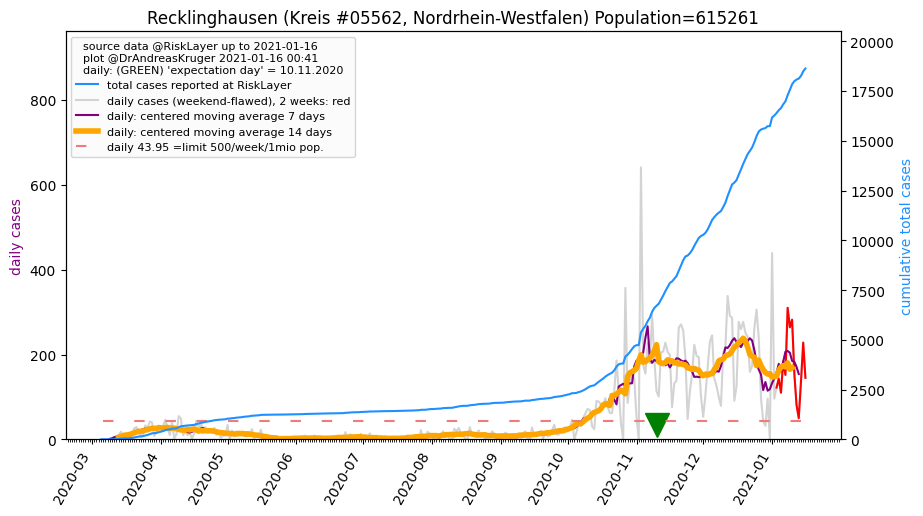 Recklinghausen (Kreis #05562, Nordrhein-Westfalen) Population=615261
source data @RiskLayer up to 2021-01-16
plot @DrAndreasKruger 2021-01-16 00:41
daily: (GREEN) 'expectation day' = 10.11.2020
total cases reported at RiskLayer
daily cases (weekend-flawed), 2 weeks: red
daily: centered moving average 7 days
daily: centered moving average 14 days
daily 43.95 =limit 500/week/1mio pop.
daily cases
800
600
400
200
0
cumulative total cases
20000
17500
15000
12500
10000
7500
5000
2500
0
2020-03
2020-04
2020-05
2020-06
2020-07
2020-08
2020-09
2020-10
2020-11
2020-12
2021-01